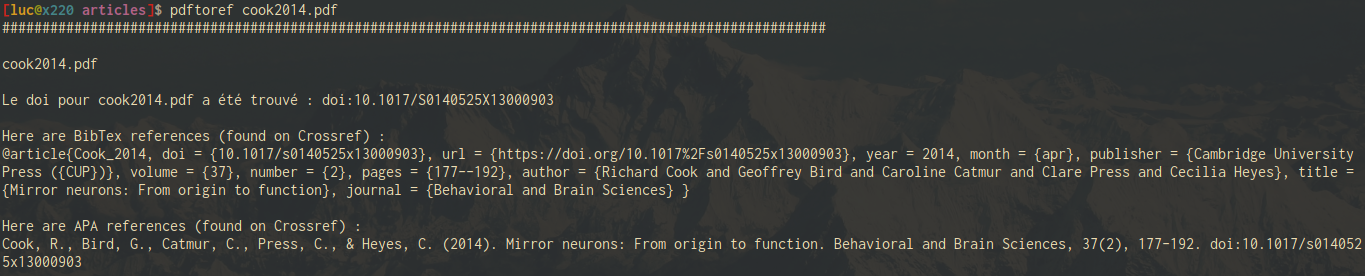 [luc@x220 articles]$ pdftoref cook2014.pdf
###########################################################################################################
cook2014.pdf
Le doi pour cook2014.pdf a été trouvé : doi:10.1017/S0140525X13000903
Here are BibTex references (found on Crossref) :
@article{Cook_2014, doi = {10.1017/s0140525x13000903}, url = {https://doi.org/10.1017%2Fs0140525x13000903}, year = 2014, month = {apr}, publisher = {Cambridge University
Press ({CUP})}, volume = {37}, number = {2}, pages = {177--192}, author = {Richard Cook and Geoffrey Bird and Caroline Catmur and Clare Press and Cecilia Heyes}, title =
{Mirror neurons: From origin to function}, journal = {Behavioral and Brain Sciences} }
Here are APA references (found on Crossref) :
Cook, R., Bird, G., Catmur, C., Press, C., & Heyes, C. (2014). Mirror neurons: From origin to function. Behavioral and Brain Sciences, 37(2), 177-192. doi:10.1017/s014052
5x13000903